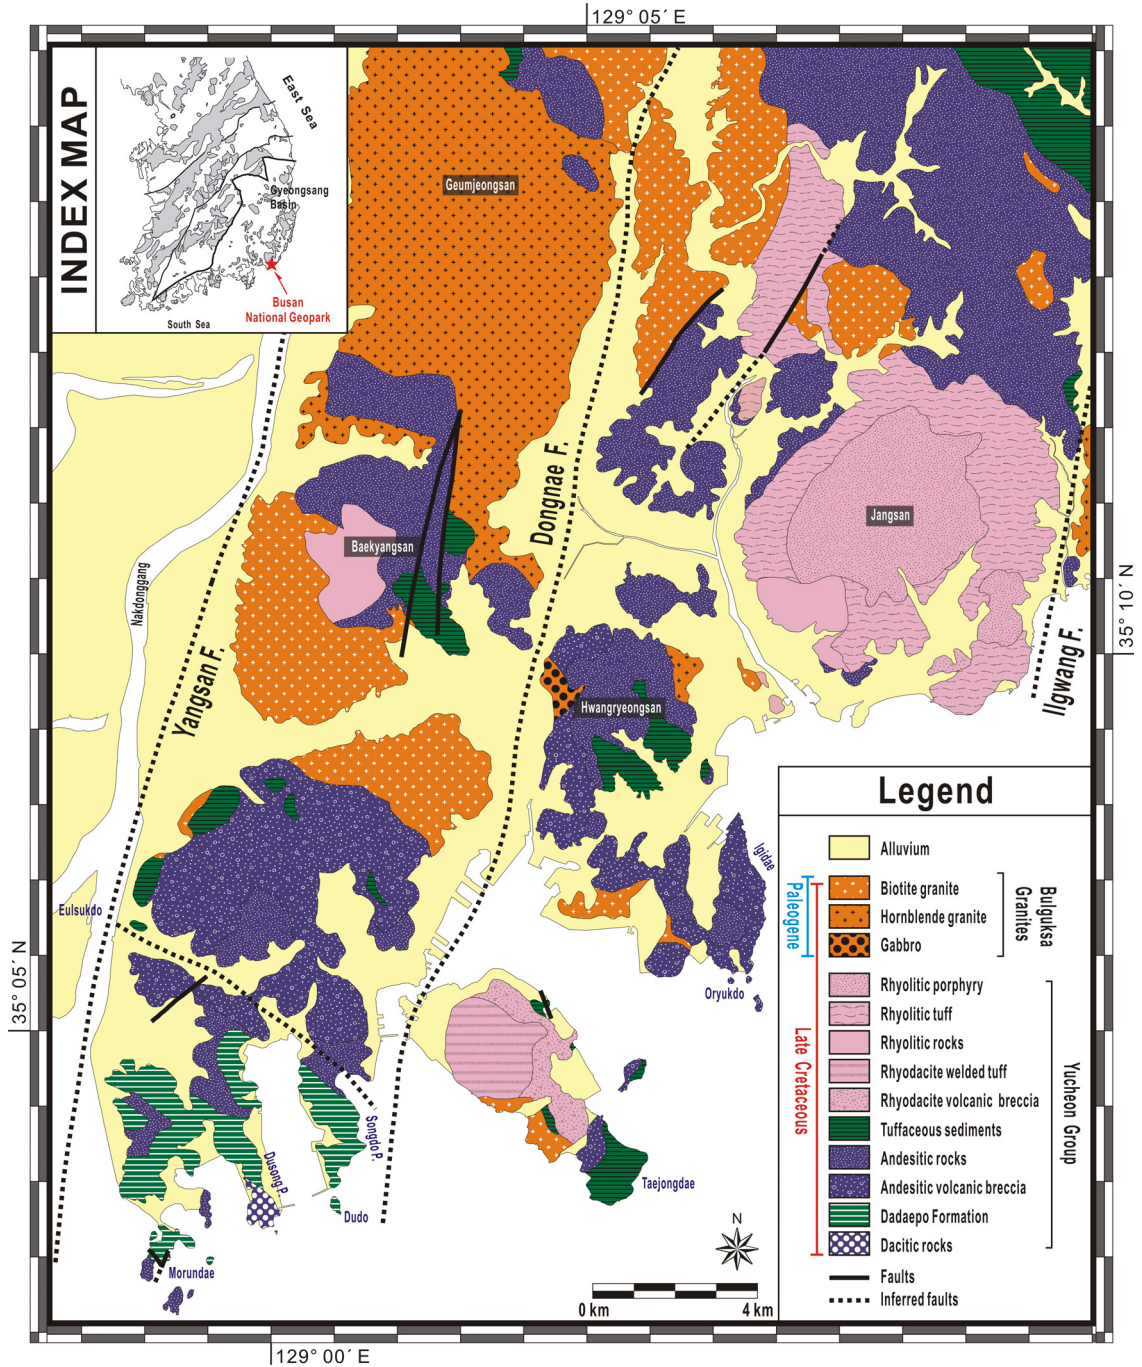 129° 05′ E
INDEX MAP
East Sea
Gyeongsang
Basin
Busan
National Geopark
South Sea
Geumjeongsan
Dongnae F.
Jangsan
Baekyangsan
Nakdonggang
Yangsan F.
35° 10′ N
Ilgwang F.
Hwangryeongsan
Igidae
Eulsukdo
Oryukdo
35° 05′ N
Songdo P.
Dusong P.
Taejongdae
Dudo
Morundae
N
0 km
4 km
129° 00′ E
Legend
Alluvium
Biotite granite
Hornblende granite
Gabbro
Bulguksa
Granites
Paleogene
Rhyolitic porphyry
Rhyolitic tuff
Rhyolitic rocks
Rhyodacite welded tuff
Rhyodacite volcanic breccia
Tuffaceous sediments
Andesitic rocks
Andesitic volcanic breccia
Dadaepo Formation
Dacitic rocks
Late Cretaceous
Yucheon Group
Faults
Inferred faults